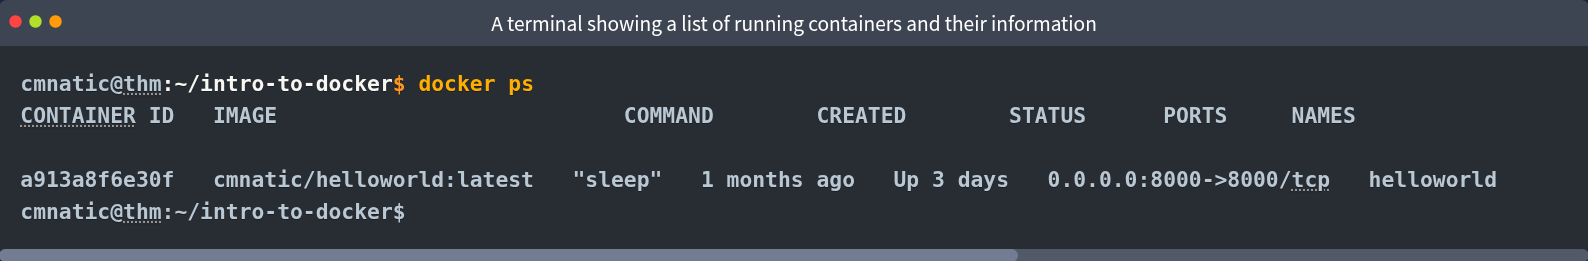 A terminal showing a list of running containers and their information
cmnatic@thm:~/intro-to-docker$ docker ps
CONTAINER ID   IMAGE                           COMMAND        CREATED        STATUS      PORTS     NAMES
a913a8f6e30f   cmnatic/helloworld:latest   "sleep"   1 months ago   Up 3 days   0.0.0.0:8000->8000/tcp   helloworld
cmnatic@thm:~/intro-to-docker$